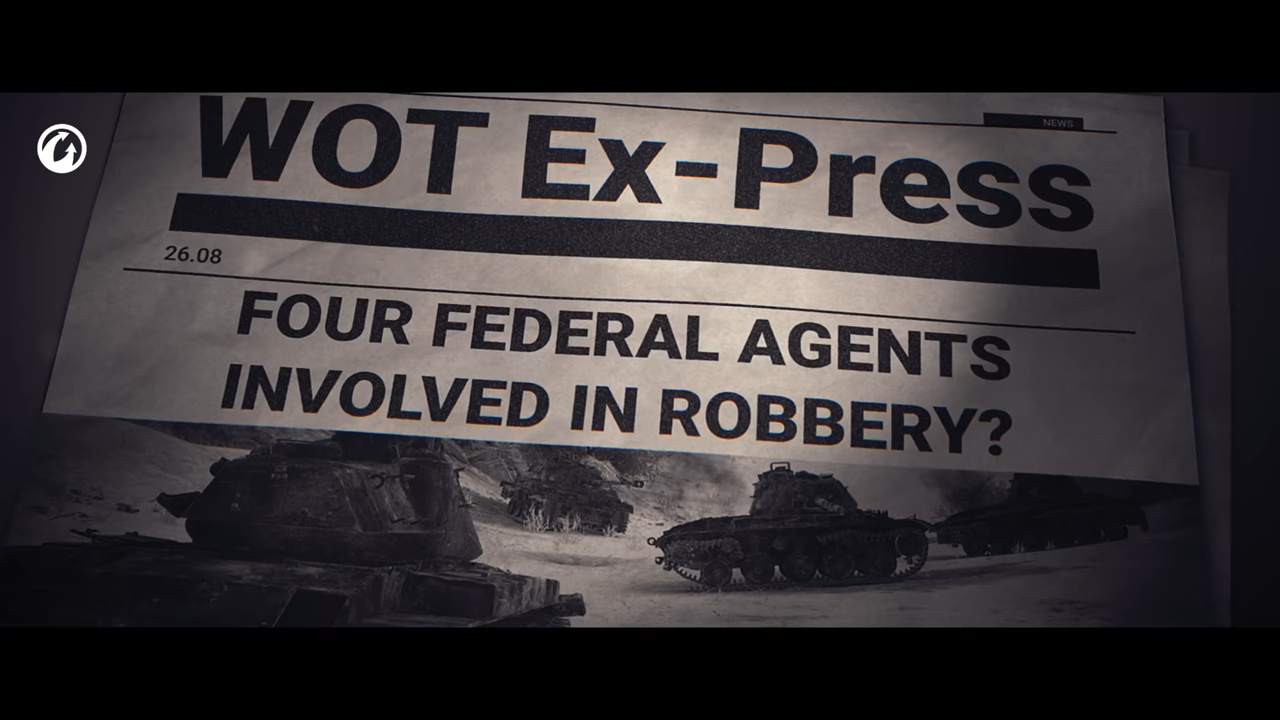 WOT Ex-Press
NEWS
26.08
FOUR FEDERAL AGENTS
INVOLVED IN ROBBERY?